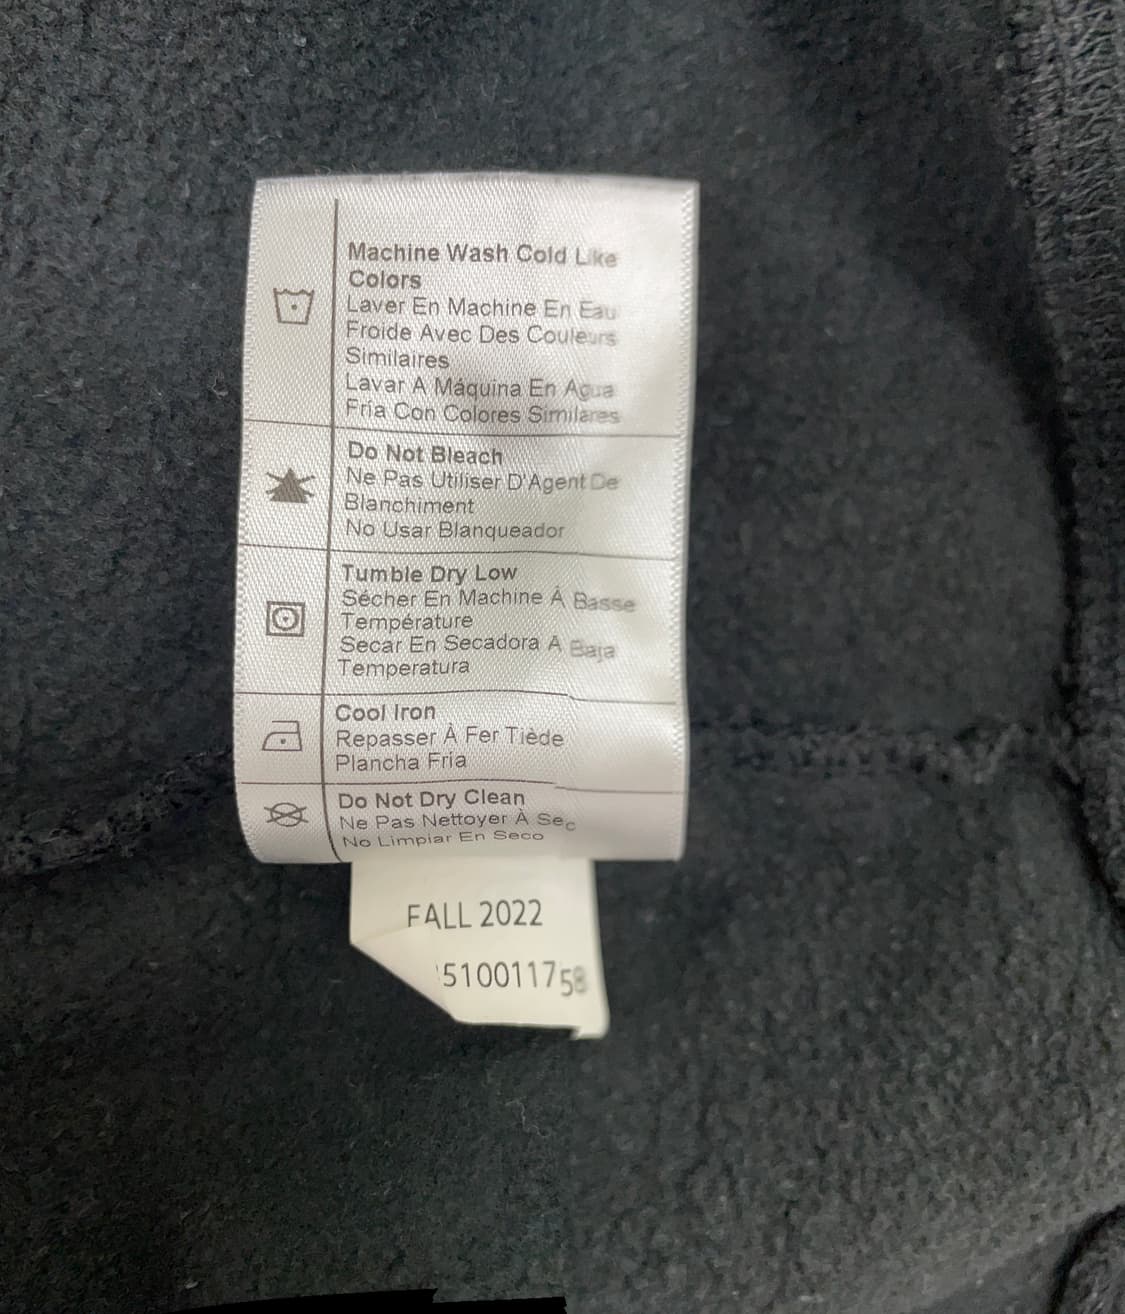 Machine Wash Cold Like
Colors
Laver En Machine En Eau
Froide Avec Des Couleurs
Similaires
Lavar A Máquina En Agua
Fría Con Colores Similares
Do Not Bleach
Ne Pas Utiliser D'Agent De
Blanchiment
No Usar Blanqueador
Tumble Dry Low
Sécher En Machine À Basse
Température
Secar En Secadora A Baja
Temperatura
Cool Iron
Repasser À Fer Tiède
Plancha Fría
Do Not Dry Clean
Ne Pas Nettoyer À Sec
No Limpiar En Seco
FALL 2022
510011758